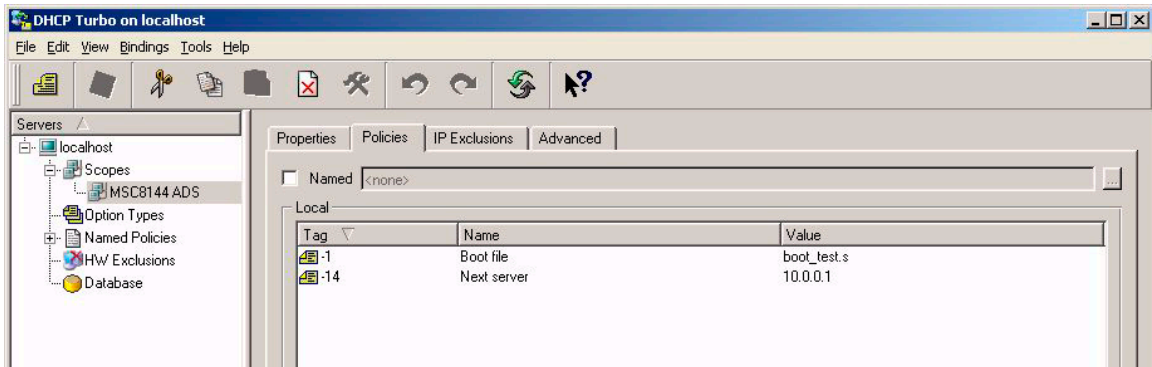 DHCP Turbo on localhost
File Edit View Bindings Tools Help
Servers
localhost
Scopes
MSC8144 ADS
Option Types
Named Policies
HW Exclusions
Database
Properties Policies IP Exclusions Advanced
Named <none> ...
Local
Tag Name Value
-1 Boot file boot_test.s
-14 Next server 10.0.0.1